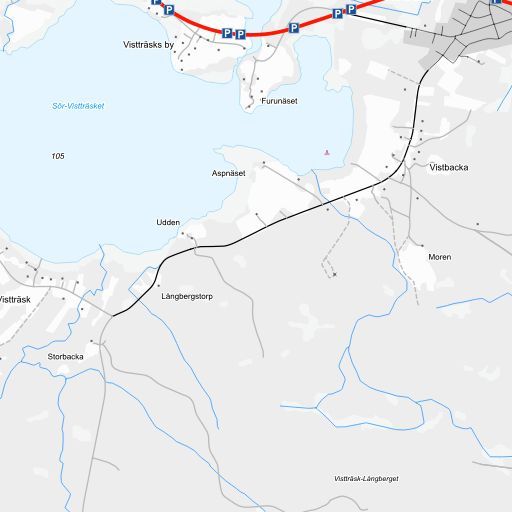 P
P
P P
P
P P
P
Vistträsks by
Sör-Vistträsket
Furunäset
105
Aspnäset
Vistbacka
Udden
Moren
Vistträsk
Långbergstorp
Storbacka
Vistträsk-Långberget